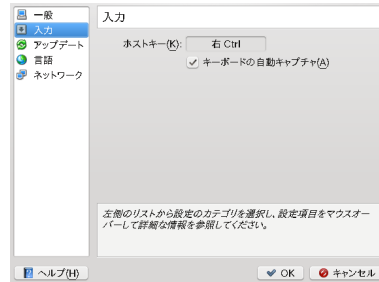 一般
入力
アップデート
言語
ネットワーク
入力
ホストキー(K): 右 Ctrl
キーボードの自動キャプチャ(A)
左側のリストから設定のカテゴリを選択し、設定項目をマウスオー
バーして詳細な情報を参照してください。
ヘルプ(H) OK キャンセル